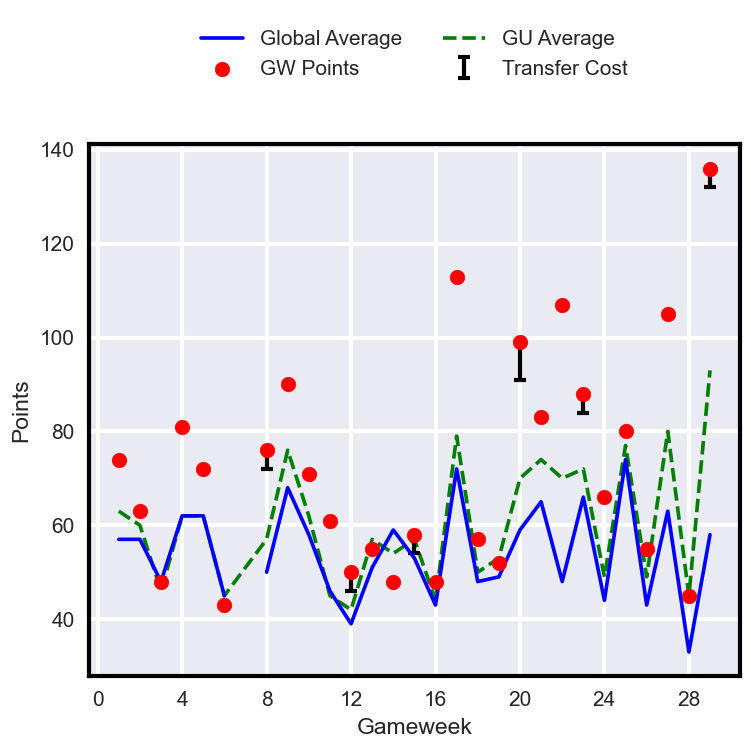 Global Average
GU Average
GW Points
Transfer Cost
140
120
100
80
60
40
Points
0 4 8 12 16 20 24 28
Gameweek